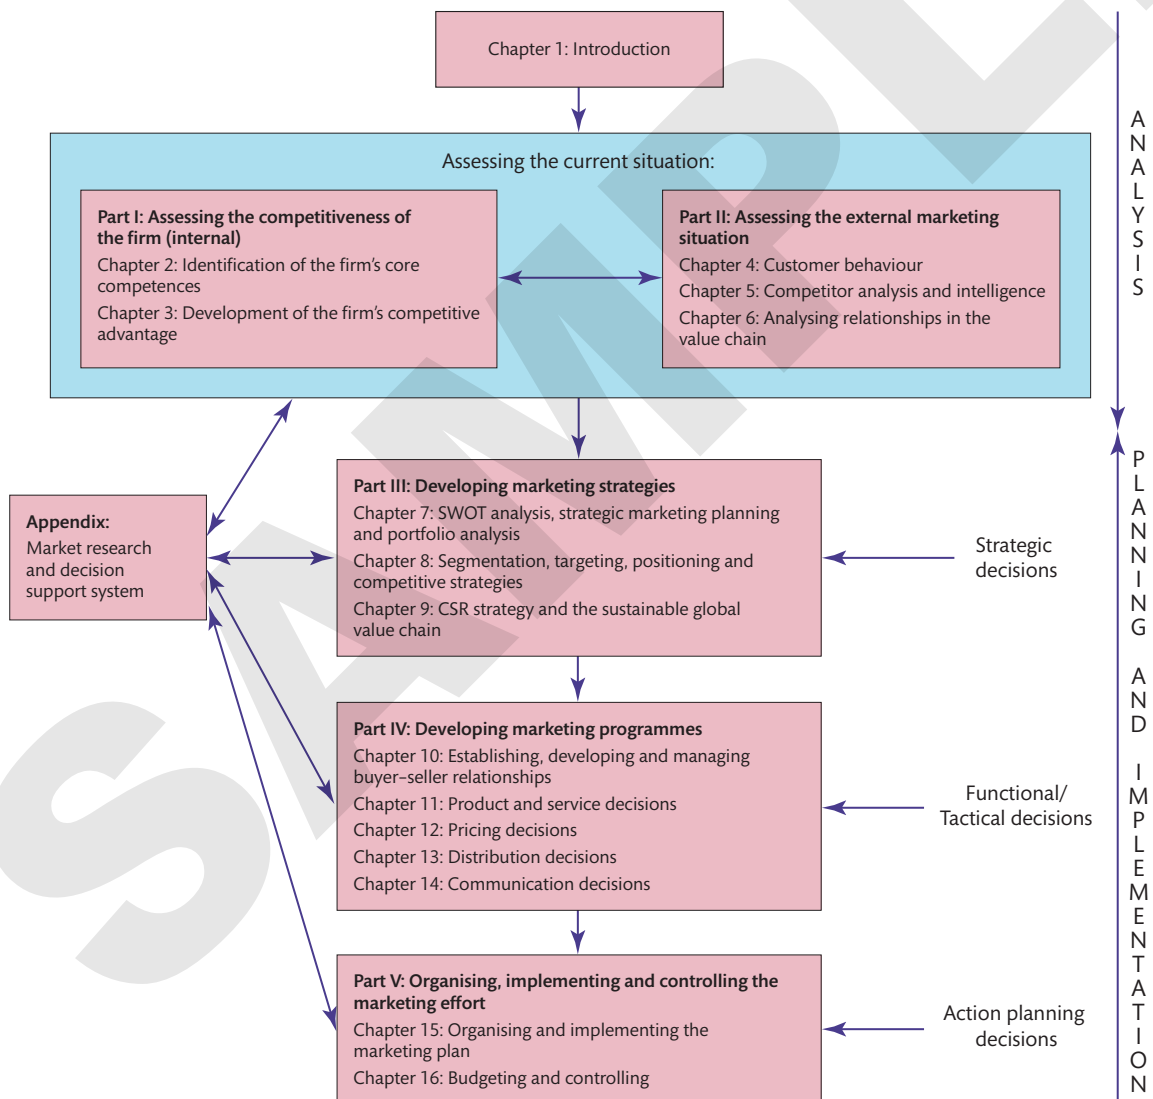 Chapter 1: Introduction
Assessing the current situation:
Part I: Assessing the competitiveness of
the firm (internal)
Chapter 2: Identification of the firm's core
competences
Chapter 3: Development of the firm's competitive
advantage
Part II: Assessing the external marketing
situation
Chapter 4: Customer behaviour
Chapter 5: Competitor analysis and intelligence
Chapter 6: Analysing relationships in the
value chain
ANALYSIS
Appendix:
Market research
and decision
support system
Part III: Developing marketing strategies
Chapter 7: SWOT analysis, strategic marketing planning
and portfolio analysis
Chapter 8: Segmentation, targeting, positioning and
competitive strategies
Chapter 9: CSR strategy and the sustainable global
value chain
Strategic
decisions
Part IV: Developing marketing programmes
Chapter 10: Establishing, developing and managing
buyer–seller relationships
Chapter 11: Product and service decisions
Chapter 12: Pricing decisions
Chapter 13: Distribution decisions
Chapter 14: Communication decisions
Functional/
Tactical decisions
Part V: Organising, implementing and controlling the
marketing effort
Chapter 15: Organising and implementing the
marketing plan
Chapter 16: Budgeting and controlling
Action planning
decisions
PLANNING AND IMPLEMENTATION
SAMPL